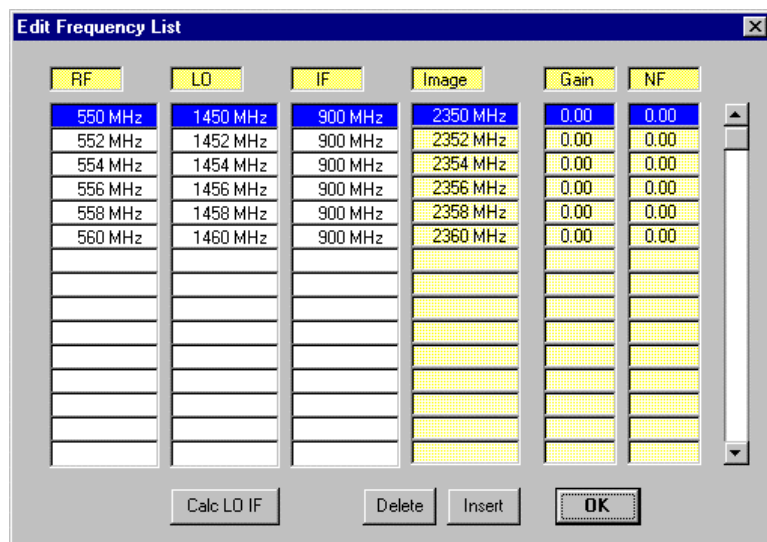 Edit Frequency List
RF LO IF Image Gain NF
550 MHz 1450 MHz 900 MHz 2350 MHz 0.00 0.00
552 MHz 1452 MHz 900 MHz 2352 MHz 0.00 0.00
554 MHz 1454 MHz 900 MHz 2354 MHz 0.00 0.00
556 MHz 1456 MHz 900 MHz 2356 MHz 0.00 0.00
558 MHz 1458 MHz 900 MHz 2358 MHz 0.00 0.00
560 MHz 1460 MHz 900 MHz 2360 MHz 0.00 0.00
Calc LO IF Delete Insert OK